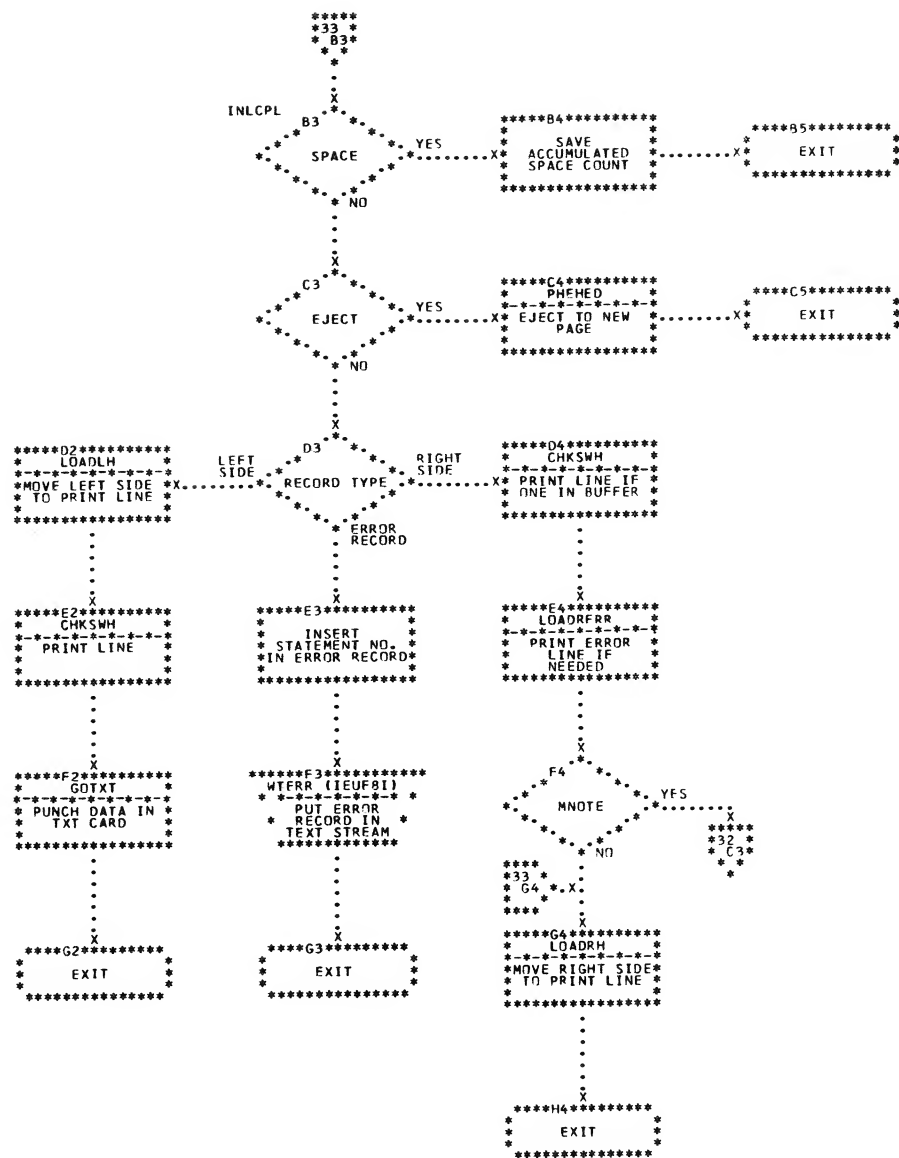 33
B3
INLCPL
B3
SPACE
YES
NO
B4
SAVE
ACCUMULATED
SPACE COUNT
B5
EXIT
C3
EJECT
YES
NO
C4
PHEHED
EJECT TO NEW
PAGE
C5
EXIT
D2
LOADLH
MOVE LEFT SIDE
TO PRINT LINE
LEFT
SIDE
D3
RECORD TYPE
RIGHT
SIDE
ERROR
RECORD
D4
CHKSWH
PRINT LINE IF
ONE IN BUFFER
E2
CHKSWH
PRINT LINE
E3
INSERT
STATEMENT NO.
IN ERROR RECORD
E4
LOADRFRR
PRINT ERROR
LINE IF
NEEDED
F2
GOTXT
PUNCH DATA IN
TXT CARD
F3
WTERR (IEUF8I)
PUT ERROR
RECORD IN
TEXT STREAM
F4
MNOTE
YES
NO
32
C3
33
G4
G2
EXIT
G3
EXIT
G4
LOADRH
MOVE RIGHT SIDE
TO PRINT LINE
H4
EXIT